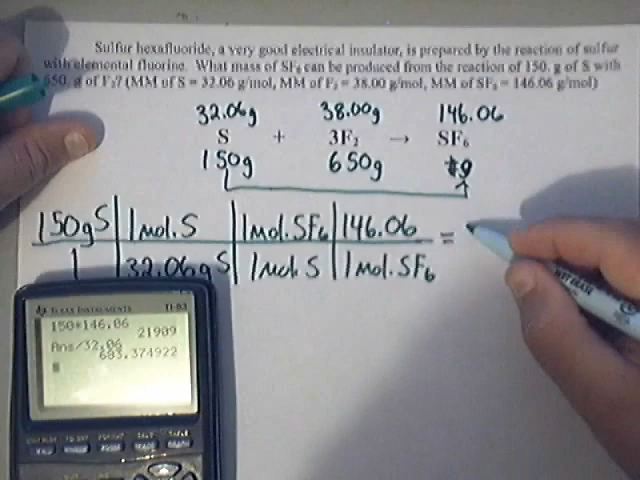 Sulfur hexafluoride, a very good electrical insulator, is prepared by the reaction of sulfur
with elemental fluorine. What mass of SF₆ can be produced from the reaction of 150. g of S with
650. g of F₂? (MM of S = 32.06 g/mol, MM of F₂ = 38.00 g/mol, MM of SF₆ = 146.06 g/mol)
32.06g 38.00g 146.06
S + 3F₂ → SF₆
150g 650g
150gS 1mol.S 1mol.SF₆ 146.06 =
1 32.06gS 1mol.S 1mol.SF₆
TEXAS INSTRUMENTS TI-83
150*146.06
21909
Ans/32.06
683.374922